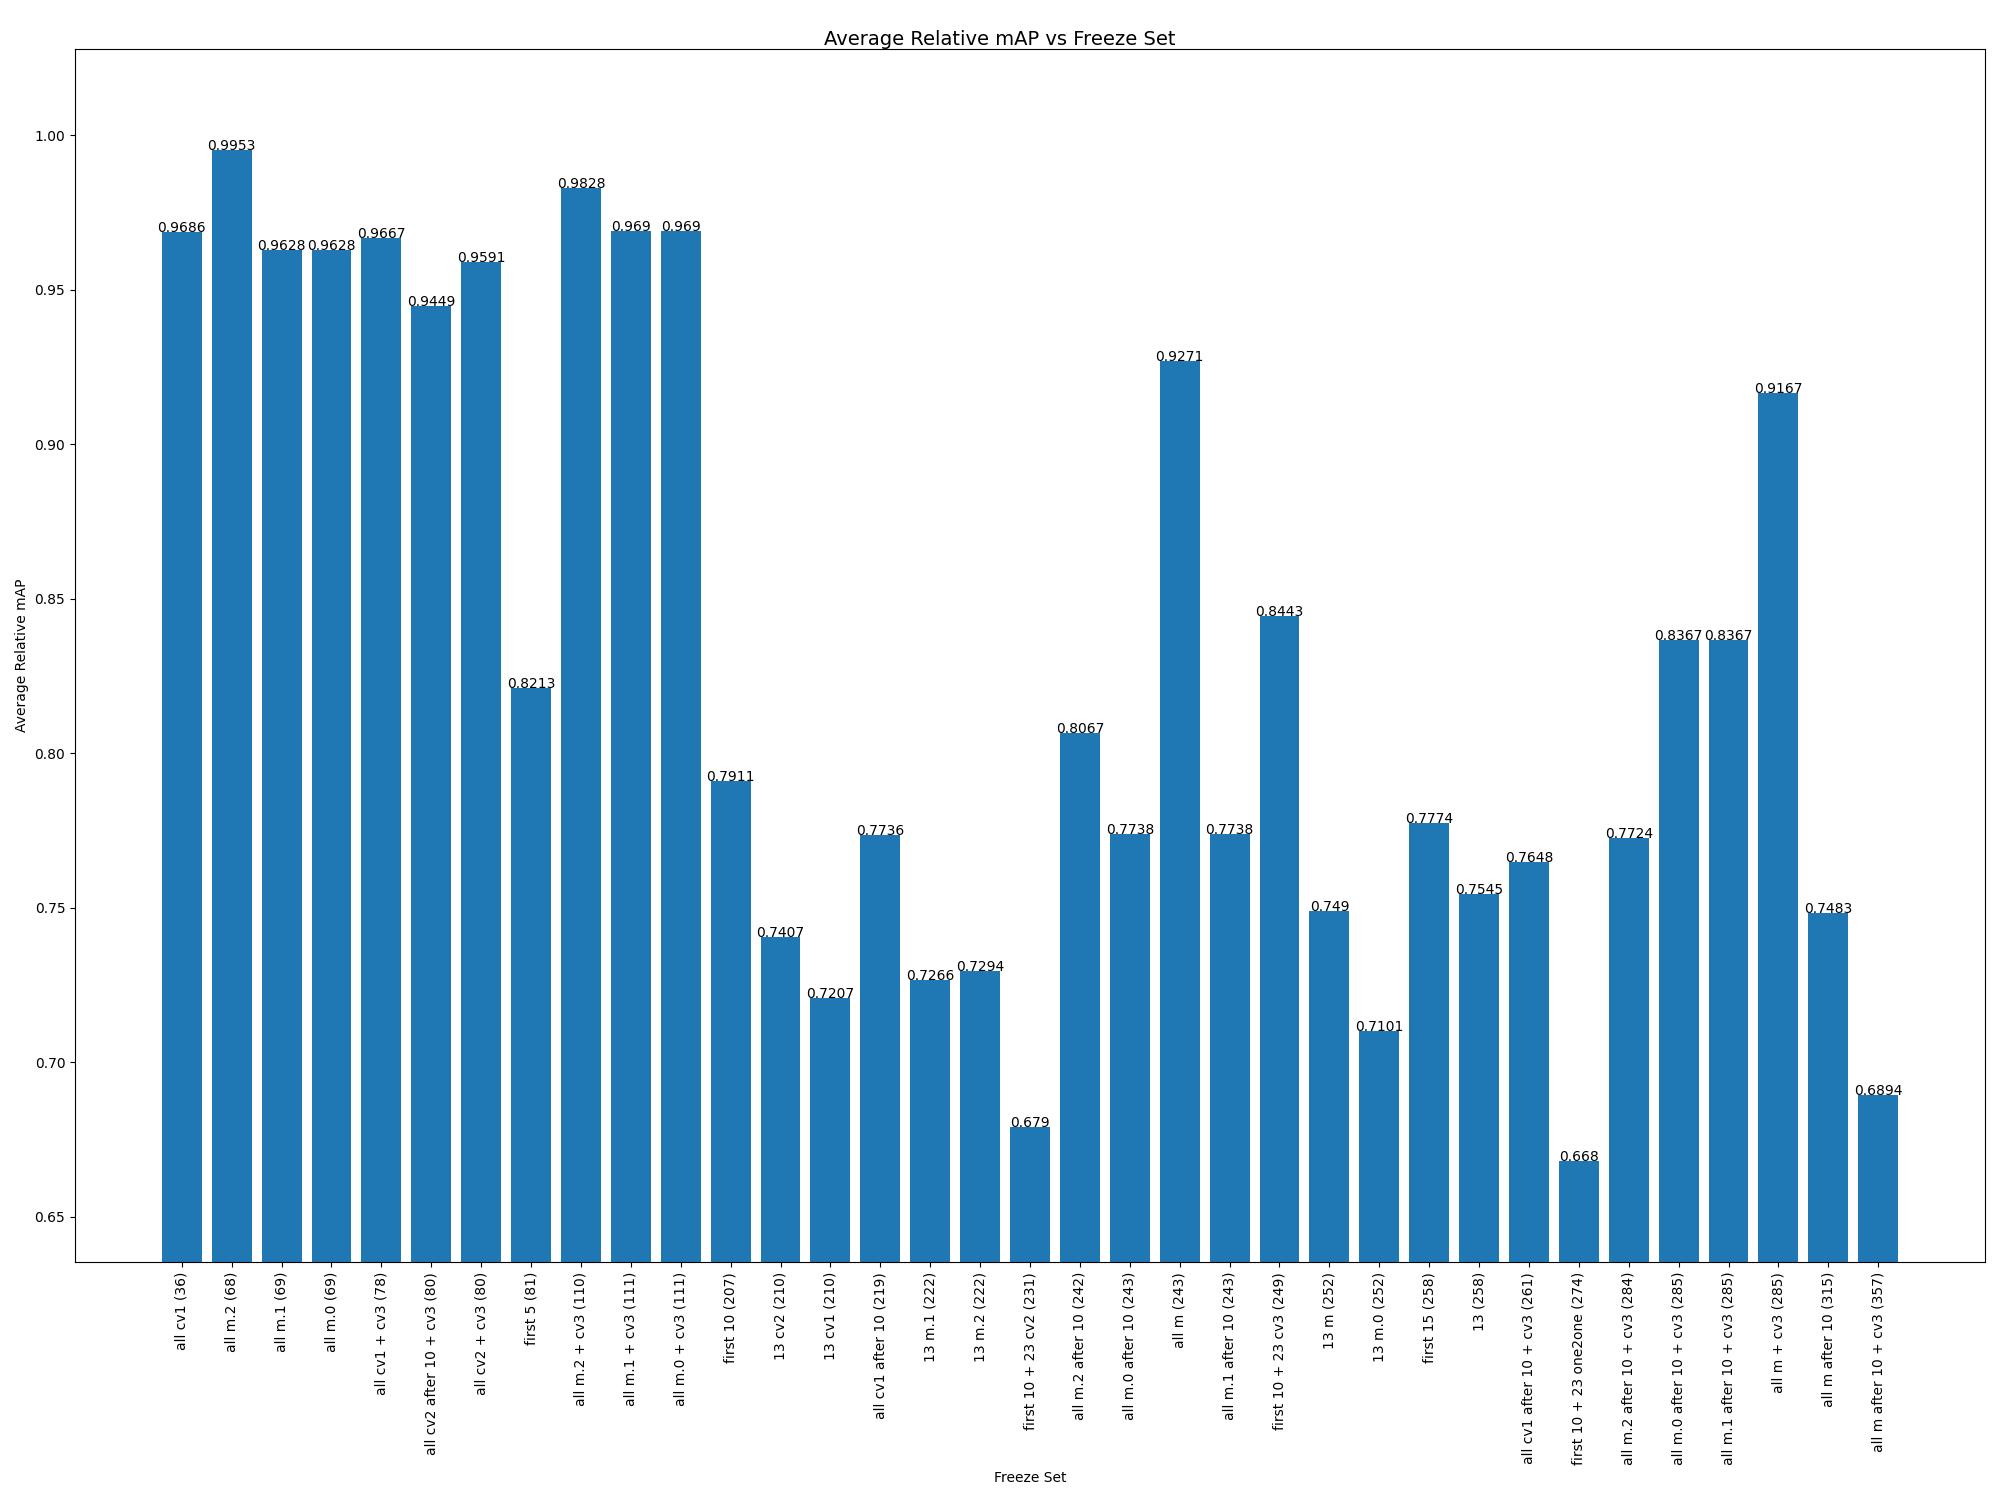 Average Relative mAP vs Freeze Set
Average Relative mAP
1.00
0.95
0.90
0.85
0.80
0.75
0.70
0.65
0.9686
0.9953
0.9628
0.9628
0.9667
0.9449
0.9591
0.8213
0.9828
0.969
0.969
0.7911
0.7407
0.7207
0.7736
0.7266
0.7294
0.679
0.8067
0.7738
0.9271
0.7738
0.8443
0.749
0.7101
0.7774
0.7545
0.7648
0.668
0.7724
0.8367
0.8367
0.9167
0.7483
0.6894
all cv1 (36)
all m.2 (68)
all m.1 (69)
all m.0 (69)
all cv1 + cv3 (78)
all cv2 after 10 + cv3 (80)
all cv2 + cv3 (80)
first 5 (81)
all m.2 + cv3 (110)
all m.1 + cv3 (111)
all m.0 + cv3 (111)
first 10 (207)
13 cv2 (210)
13 cv1 (210)
all cv1 after 10 (219)
13 m.1 (222)
13 m.2 (222)
first 10 + 23 cv2 (231)
all m.2 after 10 (242)
all m.0 after 10 (243)
all m (243)
all m.1 after 10 (243)
first 10 + 23 cv3 (249)
13 m (252)
13 m.0 (252)
first 15 (258)
13 (258)
all cv1 after 10 + cv3 (261)
first 10 + 23 one2one (274)
all m.2 after 10 + cv3 (284)
all m.0 after 10 + cv3 (285)
all m.1 after 10 + cv3 (285)
all m + cv3 (285)
all m after 10 (315)
all m after 10 + cv3 (357)
Freeze Set